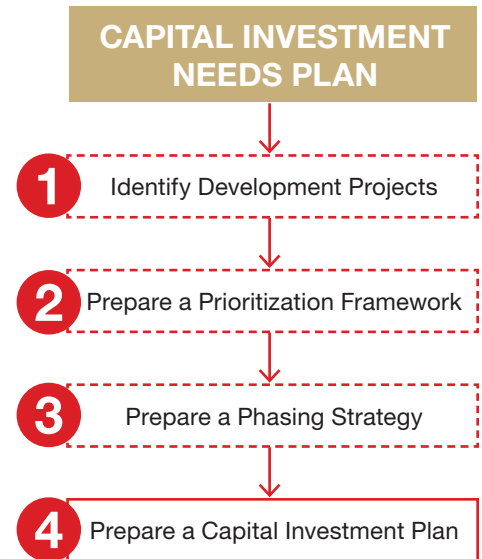 CAPITAL INVESTMENT
NEEDS PLAN
1 Identify Development Projects
2 Prepare a Prioritization Framework
3 Prepare a Phasing Strategy
4 Prepare a Capital Investment Plan